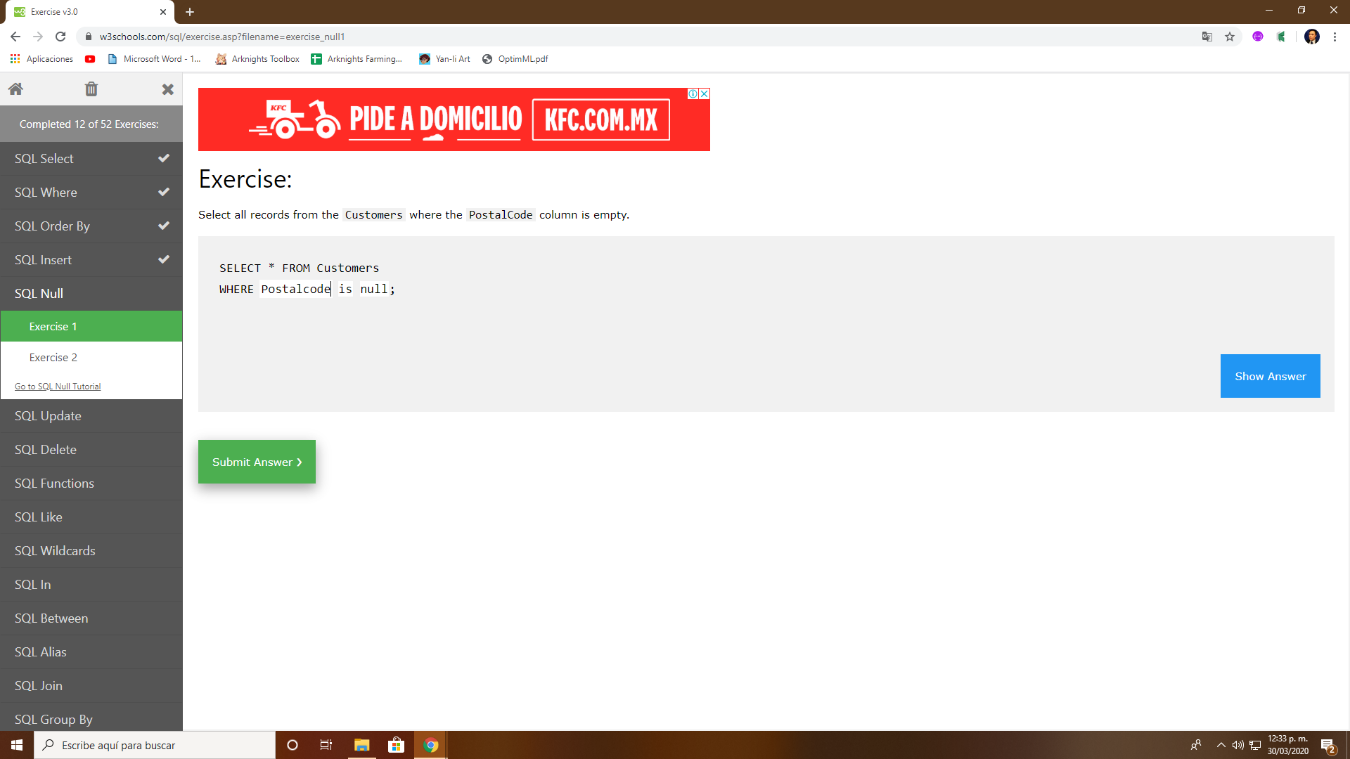 Exercise v3.0
w3schools.com/sql/exercise.asp?filename=exercise_null1
Aplicaciones
Microsoft Word - 1...
Arknights Toolbox
Arknights Farming...
Yan-li Art
OptimML.pdf
Completed 12 of 52 Exercises:
SQL Select
SQL Where
SQL Order By
SQL Insert
SQL Null
Exercise 1
Exercise 2
Go to SQL Null Tutorial
SQL Update
SQL Delete
SQL Functions
SQL Like
SQL Wildcards
SQL In
SQL Between
SQL Alias
SQL Join
SQL Group By
KFC PIDE A DOMICILIO KFC.COM.MX
Exercise:
Select all records from the Customers where the PostalCode column is empty.
SELECT * FROM Customers
WHERE Postalcode is null;
Show Answer
Submit Answer ❯
Escribe aquí para buscar
12:33 p. m.
30/03/2020
2